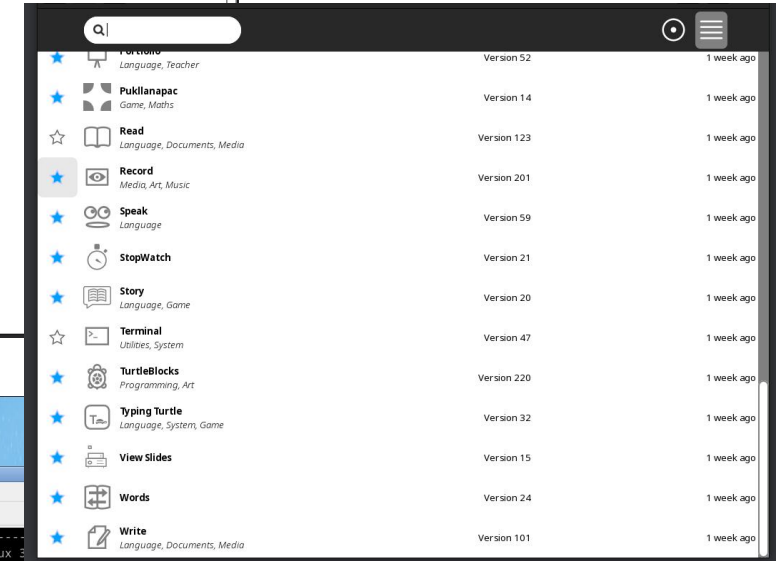 Portfolio
Language, Teacher
Version 52
1 week ago
Pukllanapac
Game, Maths
Version 14
1 week ago
Read
Language, Documents, Media
Version 123
1 week ago
Record
Media, Art, Music
Version 201
1 week ago
Speak
Language
Version 59
1 week ago
StopWatch
Version 21
1 week ago
Story
Language, Game
Version 20
1 week ago
Terminal
Utilities, System
Version 47
1 week ago
TurtleBlocks
Programming, Art
Version 220
1 week ago
Typing Turtle
Language, System, Game
Version 32
1 week ago
View Slides
Version 15
1 week ago
Words
Version 24
1 week ago
Write
Language, Documents, Media
Version 101
1 week ago